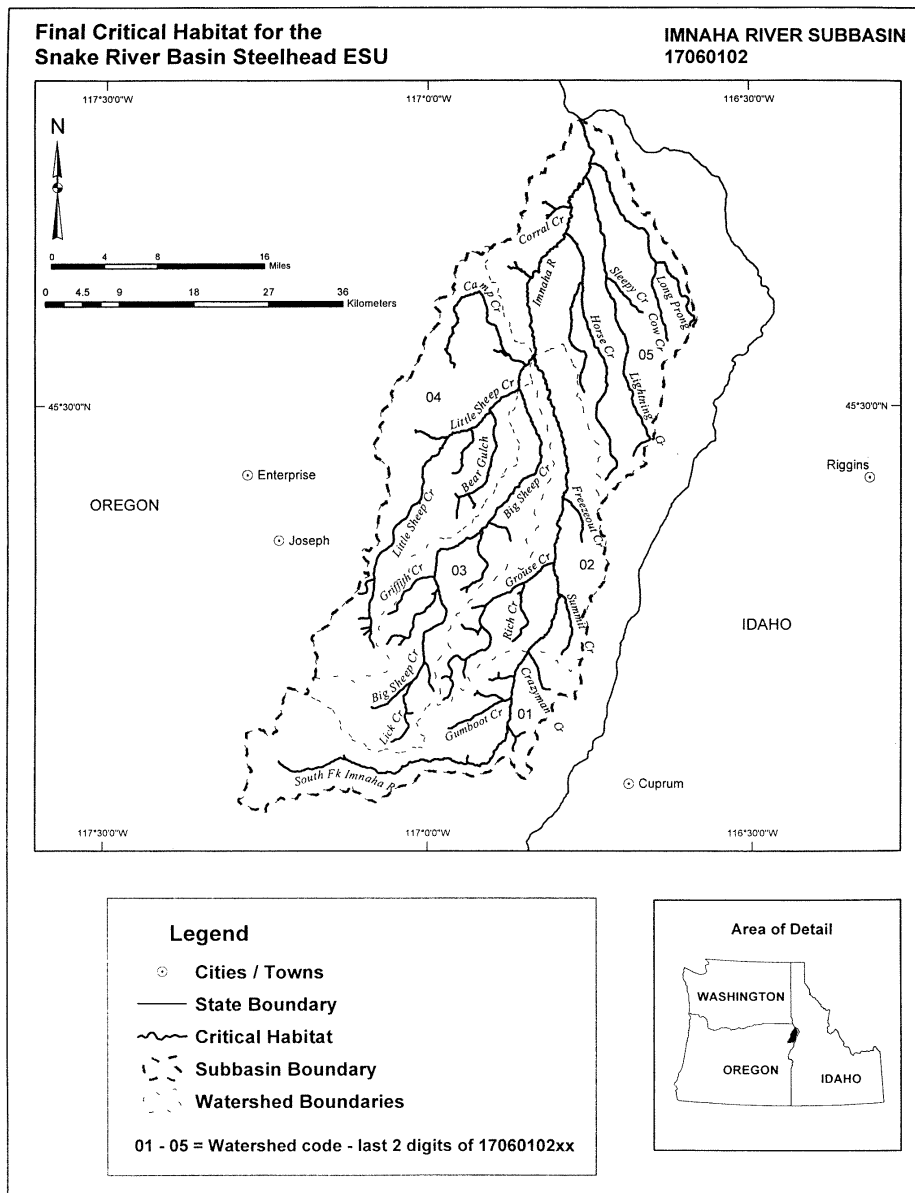 Final Critical Habitat for the
Snake River Basin Steelhead ESU
IMNAHA RIVER SUBBASIN
17060102
117°30'0"W
117°0'0"W
116°30'0"W
N
0 4 8 16
Miles
0 4.5 9 18 27 36
Kilometers
Corral Cr
Imnaha R
Camp Cr
Sleepy Cr
Long Prong
Cow Cr
Horse Cr
05
Lightning Cr
45°30'0"N
45°30'0"N
04
Little Sheep Cr
Bear Gulch
Enterprise
Riggins
OREGON
Little Sheep Cr
Big Sheep Cr
Freezeout Cr
Joseph
Griffith Cr
03
Grouse Cr
02
Rich Cr
Summit Cr
IDAHO
Big Sheep Cr
Lick Cr
Crazyman Cr
Gumboot Cr
01
South Fk Imnaha R
Cuprum
117°30'0"W
117°0'0"W
116°30'0"W
Legend
Cities / Towns
State Boundary
Critical Habitat
Subbasin Boundary
Watershed Boundaries
01 - 05 = Watershed code - last 2 digits of 17060102xx
Area of Detail
WASHINGTON
OREGON
IDAHO